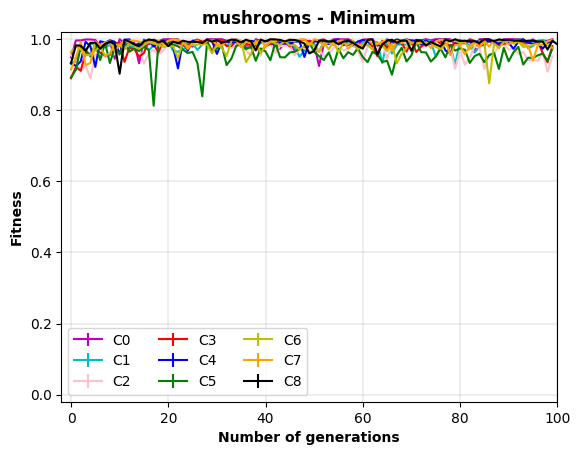 mushrooms - Minimum
1.0
0.8
0.6
0.4
0.2
0.0
Fitness
C0 C3 C6
C1 C4 C7
C2 C5 C8
0 20 40 60 80 100
Number of generations